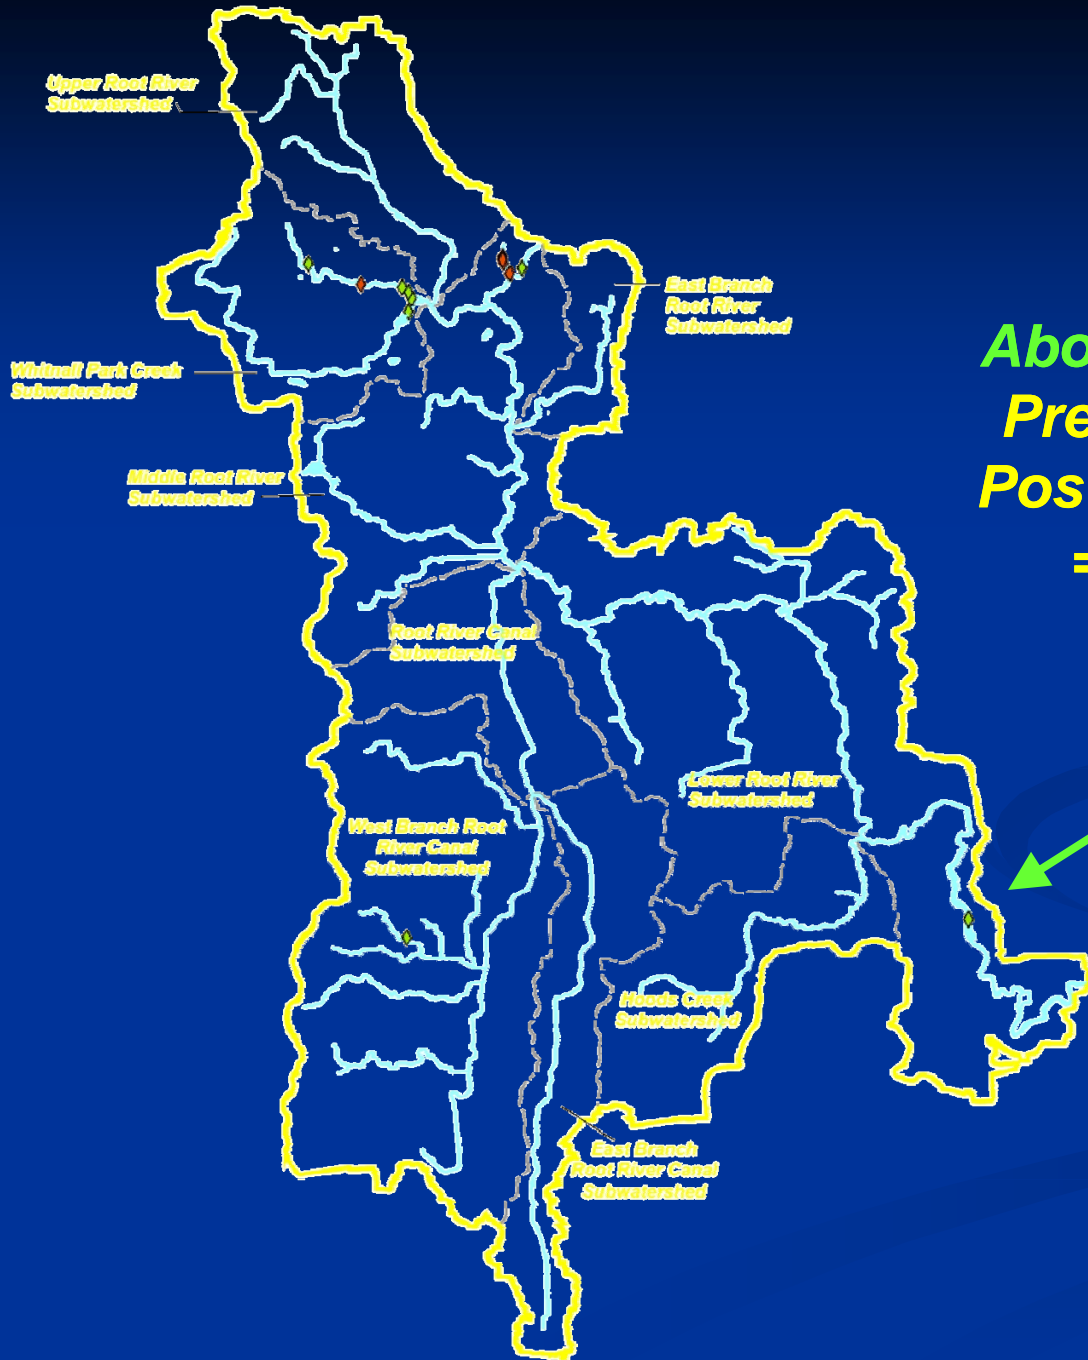 Upper Root River
Subwatershed
East Branch
Root River
Subwatershed
Abo
Pre
Pos
=
Whitnall Park Creek
Subwatershed
Middle Root River
Subwatershed
Root River Canal
Subwatershed
Lower Root River
Subwatershed
West Branch Root
River Canal
Subwatershed
Hoods Creek
Subwatershed
East Branch
Root River Canal
Subwatershed